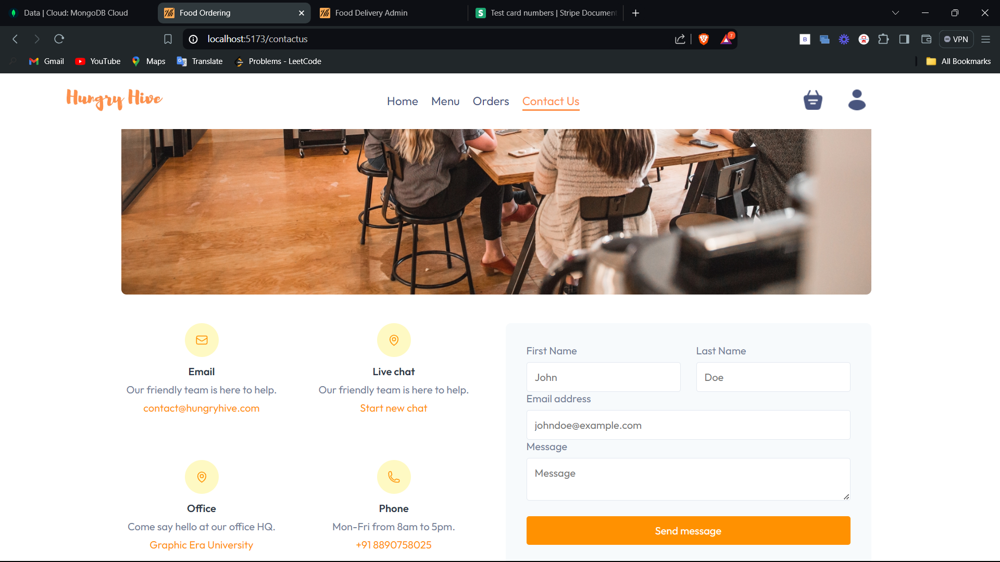 Data | Cloud: MongoDB Cloud
Food Ordering
Food Delivery Admin
S
Test card numbers | Stripe Document
localhost:5173/contactus
B
7
VPN
Gmail
YouTube
Maps
Translate
Problems - LeetCode
All Bookmarks
Hungry Hive
Home
Menu
Orders
Contact Us
Email
Our friendly team is here to help.
contact@hungryhive.com
Live chat
Our friendly team is here to help.
Start new chat
Office
Come say hello at our office HQ.
Graphic Era University
Phone
Mon-Fri from 8am to 5pm.
+91 8890758025
First Name
Last Name
John
Doe
Email address
johndoe@example.com
Message
Message
Send message